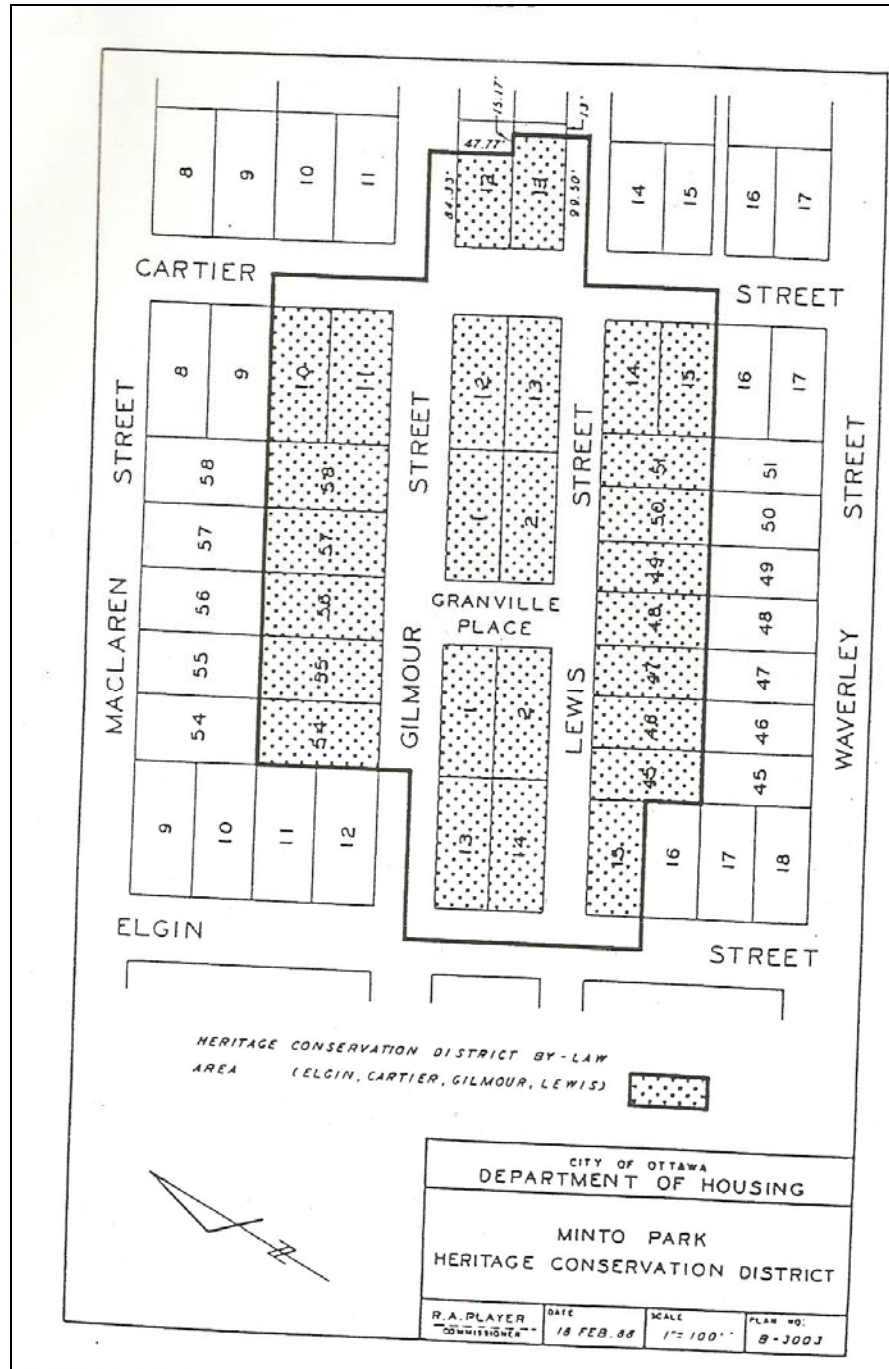 15.17'
13'
47.77'
84.33'
99.50'
8
9
10
11
12
13
14
15
16
17
CARTIER
STREET
8
9
10
11
12
13
14
15
16
17
STREET
STREET
STREET
STREET
58
58
1
2
51
51
57
57
50
50
56
56
49
49
GRANVILLE
PLACE
48
48
55
55
47
47
54
54
1
2
46
46
45
45
MACLAREN
GILMOUR
LEWIS
WAVERLEY
9
10
11
12
13
14
15
16
17
18
ELGIN
STREET
HERITAGE CONSERVATION DISTRICT BY-LAW
AREA (ELGIN, CARTIER, GILMOUR, LEWIS)
N
CITY OF OTTAWA
DEPARTMENT OF HOUSING
MINTO PARK
HERITAGE CONSERVATION DISTRICT
R.A. PLAYER
COMMISSIONER
DATE
18 FEB. 88
SCALE
1"= 100'
PLAN NO:
B-3003